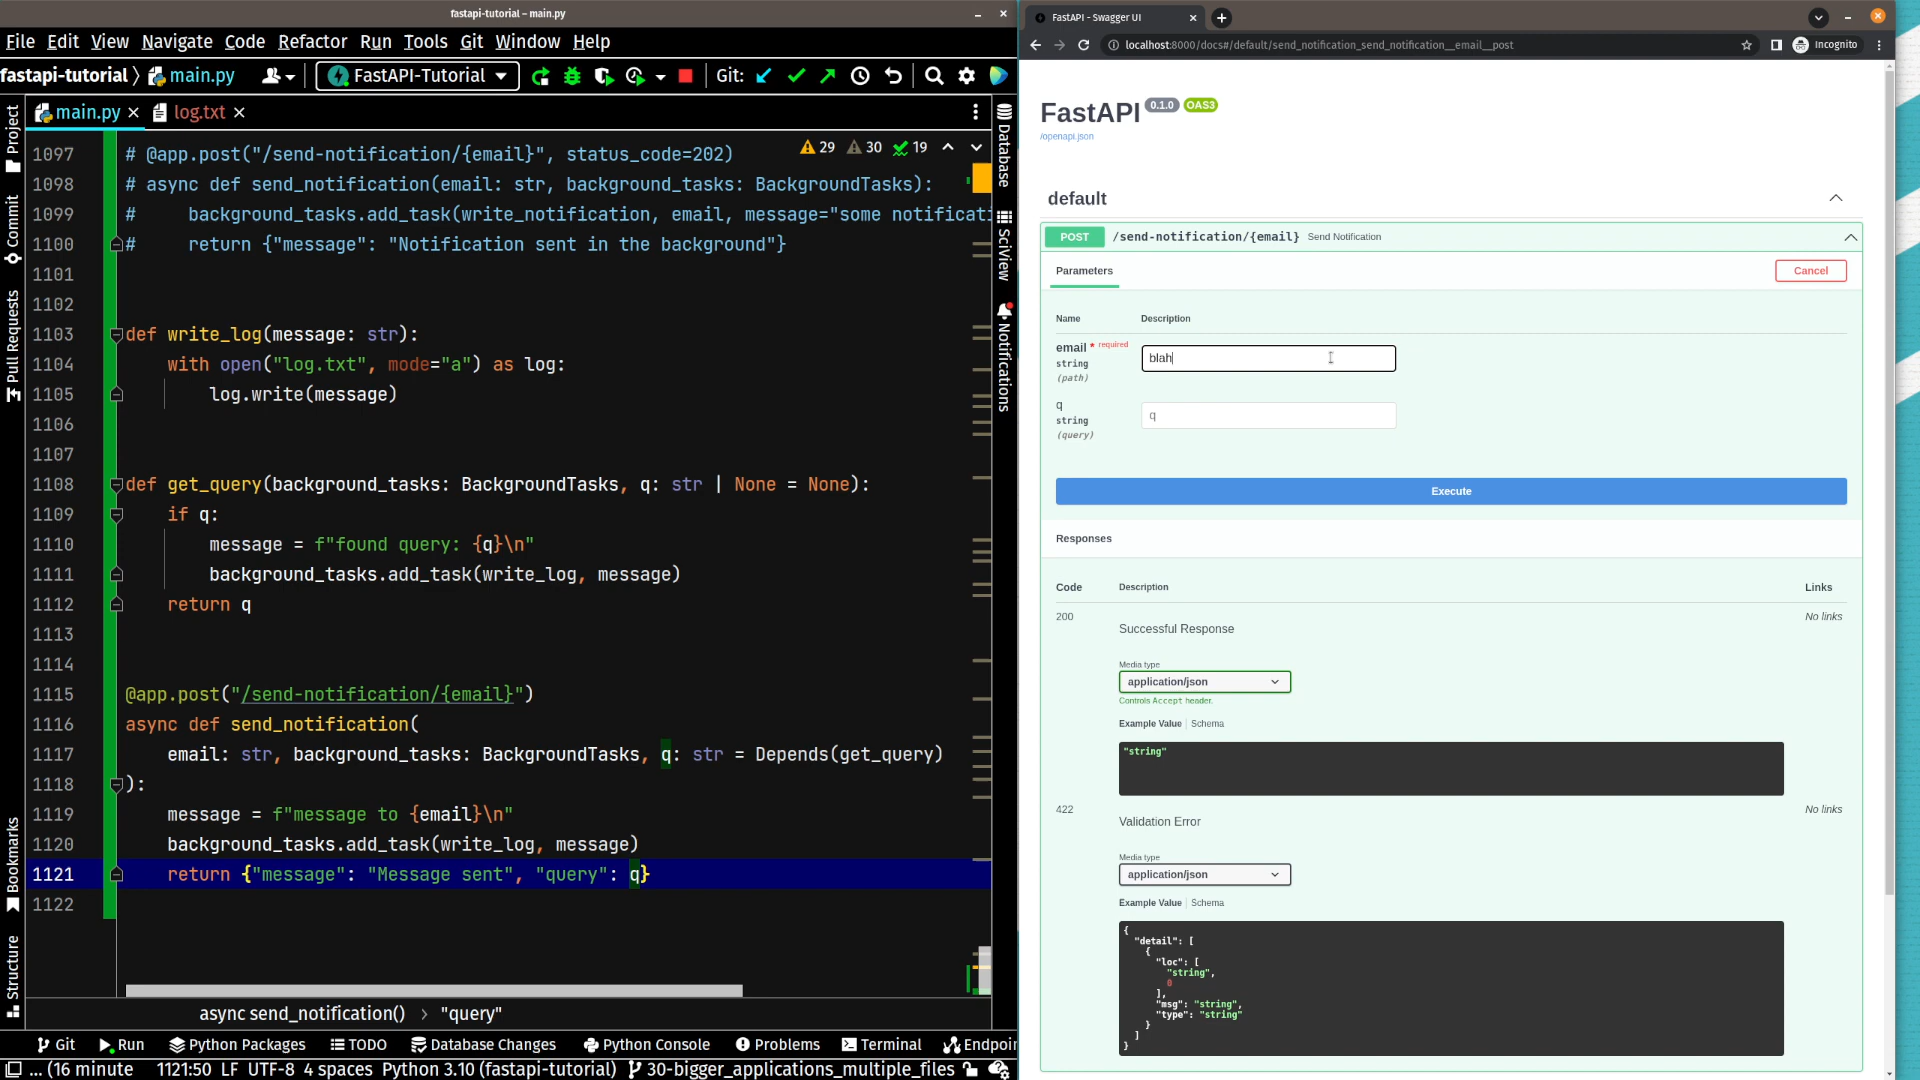 fastapi-tutorial – main.py
File Edit View Navigate Code Refactor Run Tools Git Window Help
fastapi-tutorial main.py FastAPI-Tutorial Git:
main.py log.txt
Project
Commit
Pull Requests
Bookmarks
Structure
29 30 19
1097 # @app.post("/send-notification/{email}", status_code=202)
1098 # async def send_notification(email: str, background_tasks: BackgroundTasks):
1099 #     background_tasks.add_task(write_notification, email, message="some notificati
1100 #     return {"message": "Notification sent in the background"}
1101
1102
1103 def write_log(message: str):
1104     with open("log.txt", mode="a") as log:
1105         log.write(message)
1106
1107
1108 def get_query(background_tasks: BackgroundTasks, q: str | None = None):
1109     if q:
1110         message = f"found query: {q}\n"
1111         background_tasks.add_task(write_log, message)
1112     return q
1113
1114
1115 @app.post("/send-notification/{email}")
1116 async def send_notification(
1117     email: str, background_tasks: BackgroundTasks, q: str = Depends(get_query)
1118 ):
1119     message = f"message to {email}\n"
1120     background_tasks.add_task(write_log, message)
1121     return {"message": "Message sent", "query": q}
1122
Database
SciView
Notifications
async send_notification() › "query"
Git Run Python Packages TODO Database Changes Python Console Problems Terminal Endpoin
... (16 minute 1121:50 LF UTF-8 4 spaces Python 3.10 (fastapi-tutorial) 30-bigger_applications_multiple_files
FastAPI - Swagger UI
localhost:8000/docs#/default/send_notification_send_notification__email__post
Incognito
FastAPI 0.1.0 OAS3
/openapi.json
default
POST /send-notification/{email} Send Notification
Parameters Cancel
Name Description
email * required
string
(path)
blah
q
string
(query)
q
Execute
Responses
Code Description Links
200 Successful Response No links
Media type
application/json
Controls Accept header.
Example Value Schema
"string"
422 Validation Error No links
Media type
application/json
Example Value Schema
{
  "detail": [
    {
      "loc": [
        "string",
        0
      ],
      "msg": "string",
      "type": "string"
    }
  ]
}